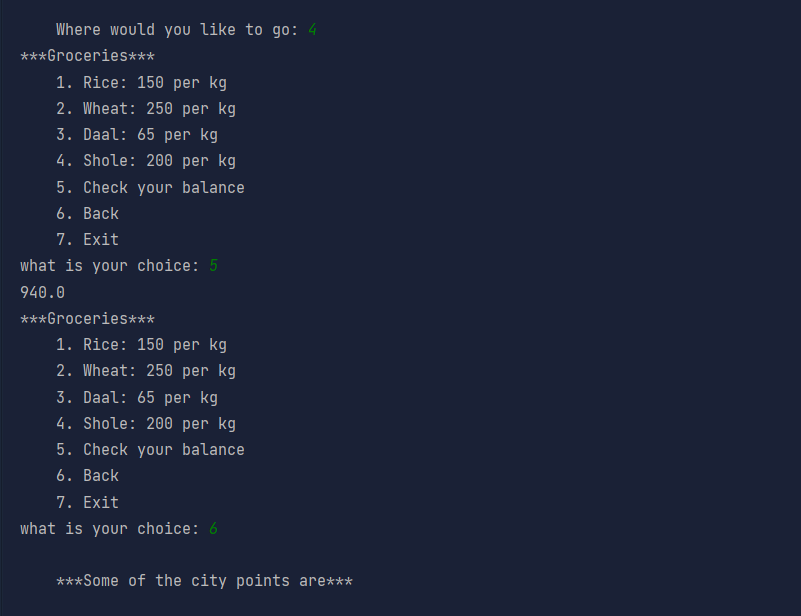 Where would you like to go: 4
***Groceries***
1. Rice: 150 per kg
2. Wheat: 250 per kg
3. Daal: 65 per kg
4. Shole: 200 per kg
5. Check your balance
6. Back
7. Exit
what is your choice: 5
940.0
***Groceries***
1. Rice: 150 per kg
2. Wheat: 250 per kg
3. Daal: 65 per kg
4. Shole: 200 per kg
5. Check your balance
6. Back
7. Exit
what is your choice: 6
***Some of the city points are***